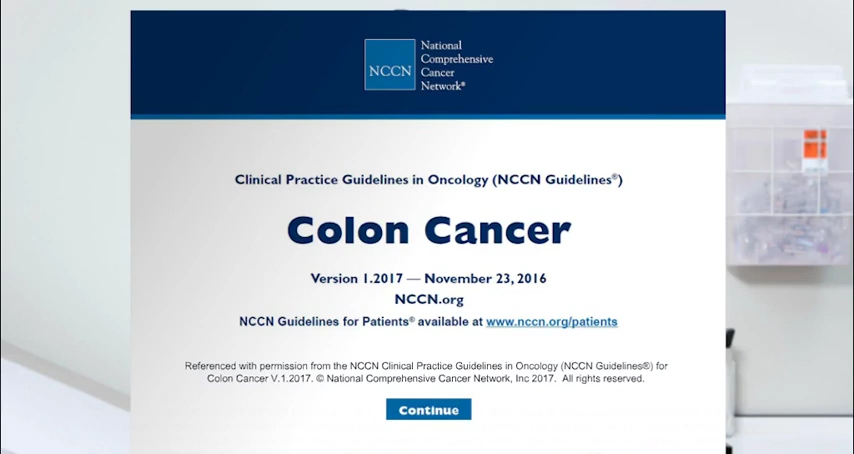 NCCN
National
Comprehensive
Cancer
Network®
Clinical Practice Guidelines in Oncology (NCCN Guidelines®)
Colon Cancer
Version 1.2017 — November 23, 2016
NCCN.org
NCCN Guidelines for Patients® available at www.nccn.org/patients
Referenced with permission from the NCCN Clinical Practice Guidelines in Oncology (NCCN Guidelines®) for
Colon Cancer V.1.2017. © National Comprehensive Cancer Network, Inc 2017. All rights reserved.
Continue